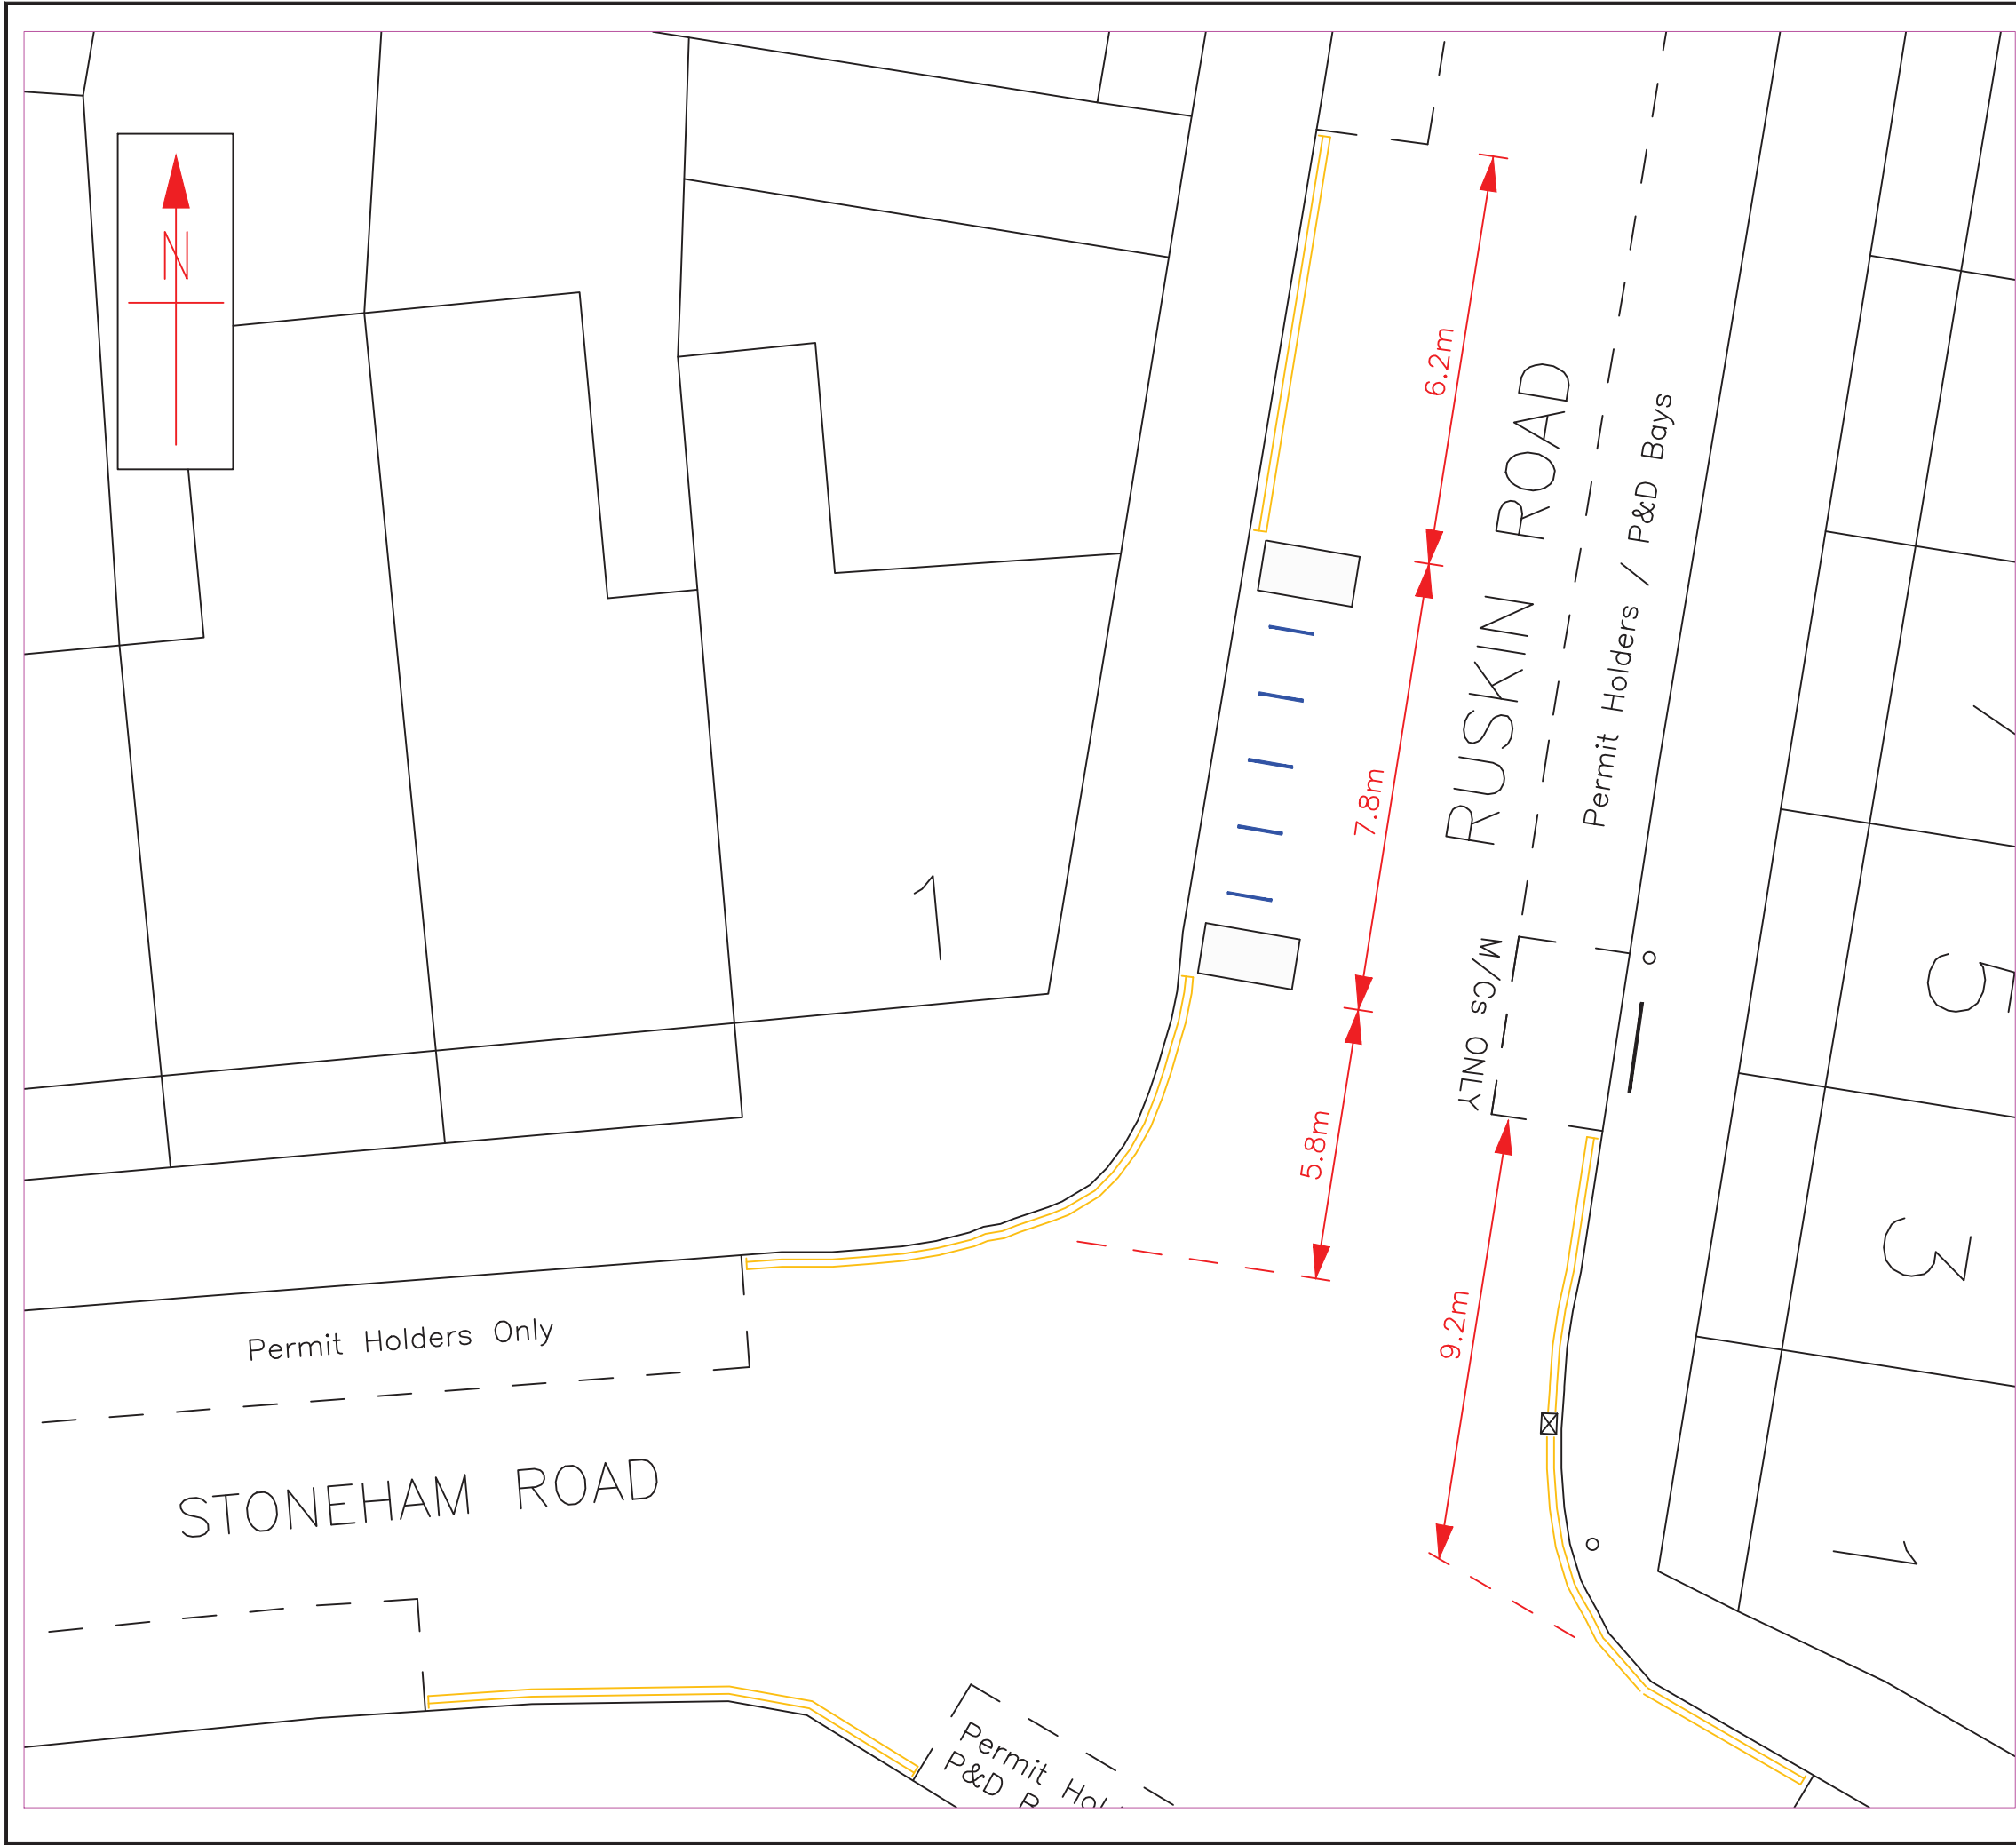 N
6.2m
RUSKIN ROAD
Permit Holders / P&D Bays
7.8m
1
M/Cs ONLY
5
5.8m
3
9.2m
Permit Holders Only
STONEHAM ROAD
1
Permit
P&D